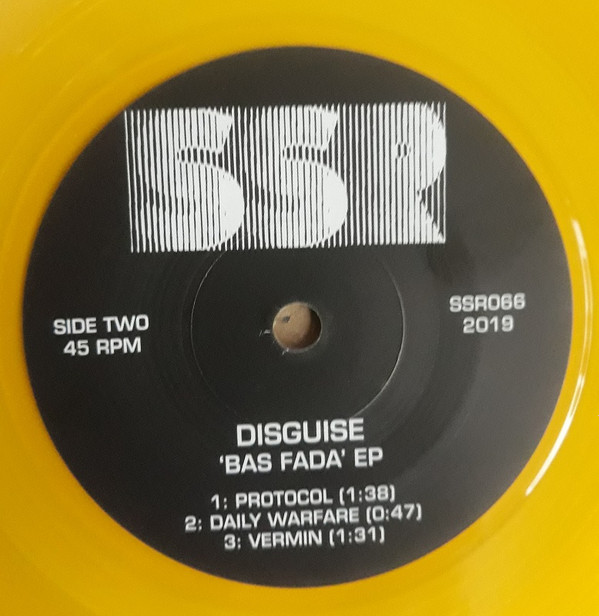 SSR
SIDE TWO
45 RPM
SSR066
2019
DISGUISE
‘BAS FADA’ EP
1: PROTOCOL (1:38)
2: DAILY WARFARE (0:47)
3: VERMIN (1:31)